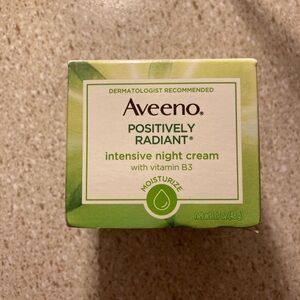 DERMATOLOGIST RECOMMENDED
Aveeno®
POSITIVELY
RADIANT®
intensive night cream
with vitamin B3
MOISTURIZE